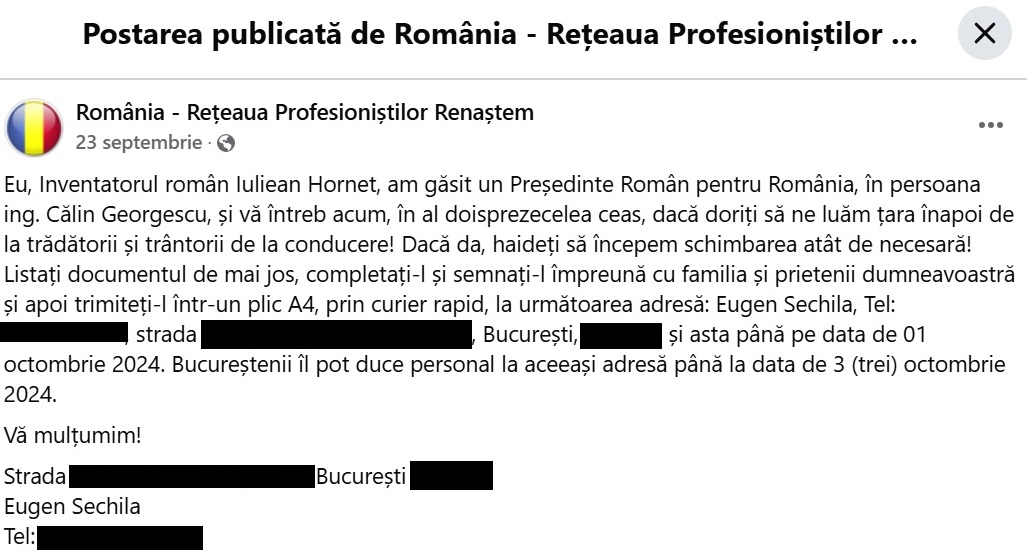 Postarea publicată de România - Rețeaua Profesioniștilor ...
România - Rețeaua Profesioniștilor Renaștem
23 septembrie ·
Eu, Inventatorul român Iuliean Hornet, am găsit un Președinte Român pentru România, în persoana
ing. Călin Georgescu, și vă întreb acum, în al doisprezecelea ceas, dacă doriți să ne luăm țara înapoi de
la trădătorii și trântorii de la conducere! Dacă da, haideți să începem schimbarea atât de necesară!
Listați documentul de mai jos, completați-l și semnați-l împreună cu familia și prietenii dumneavoastră
și apoi trimiteți-l într-un plic A4, prin curier rapid, la următoarea adresă: Eugen Sechila, Tel:
, strada , București, și asta până pe data de 01
octombrie 2024. Bucureștenii îl pot duce personal la aceeași adresă până la data de 3 (trei) octombrie
2024.
Vă mulțumim!
Strada București
Eugen Sechila
Tel: